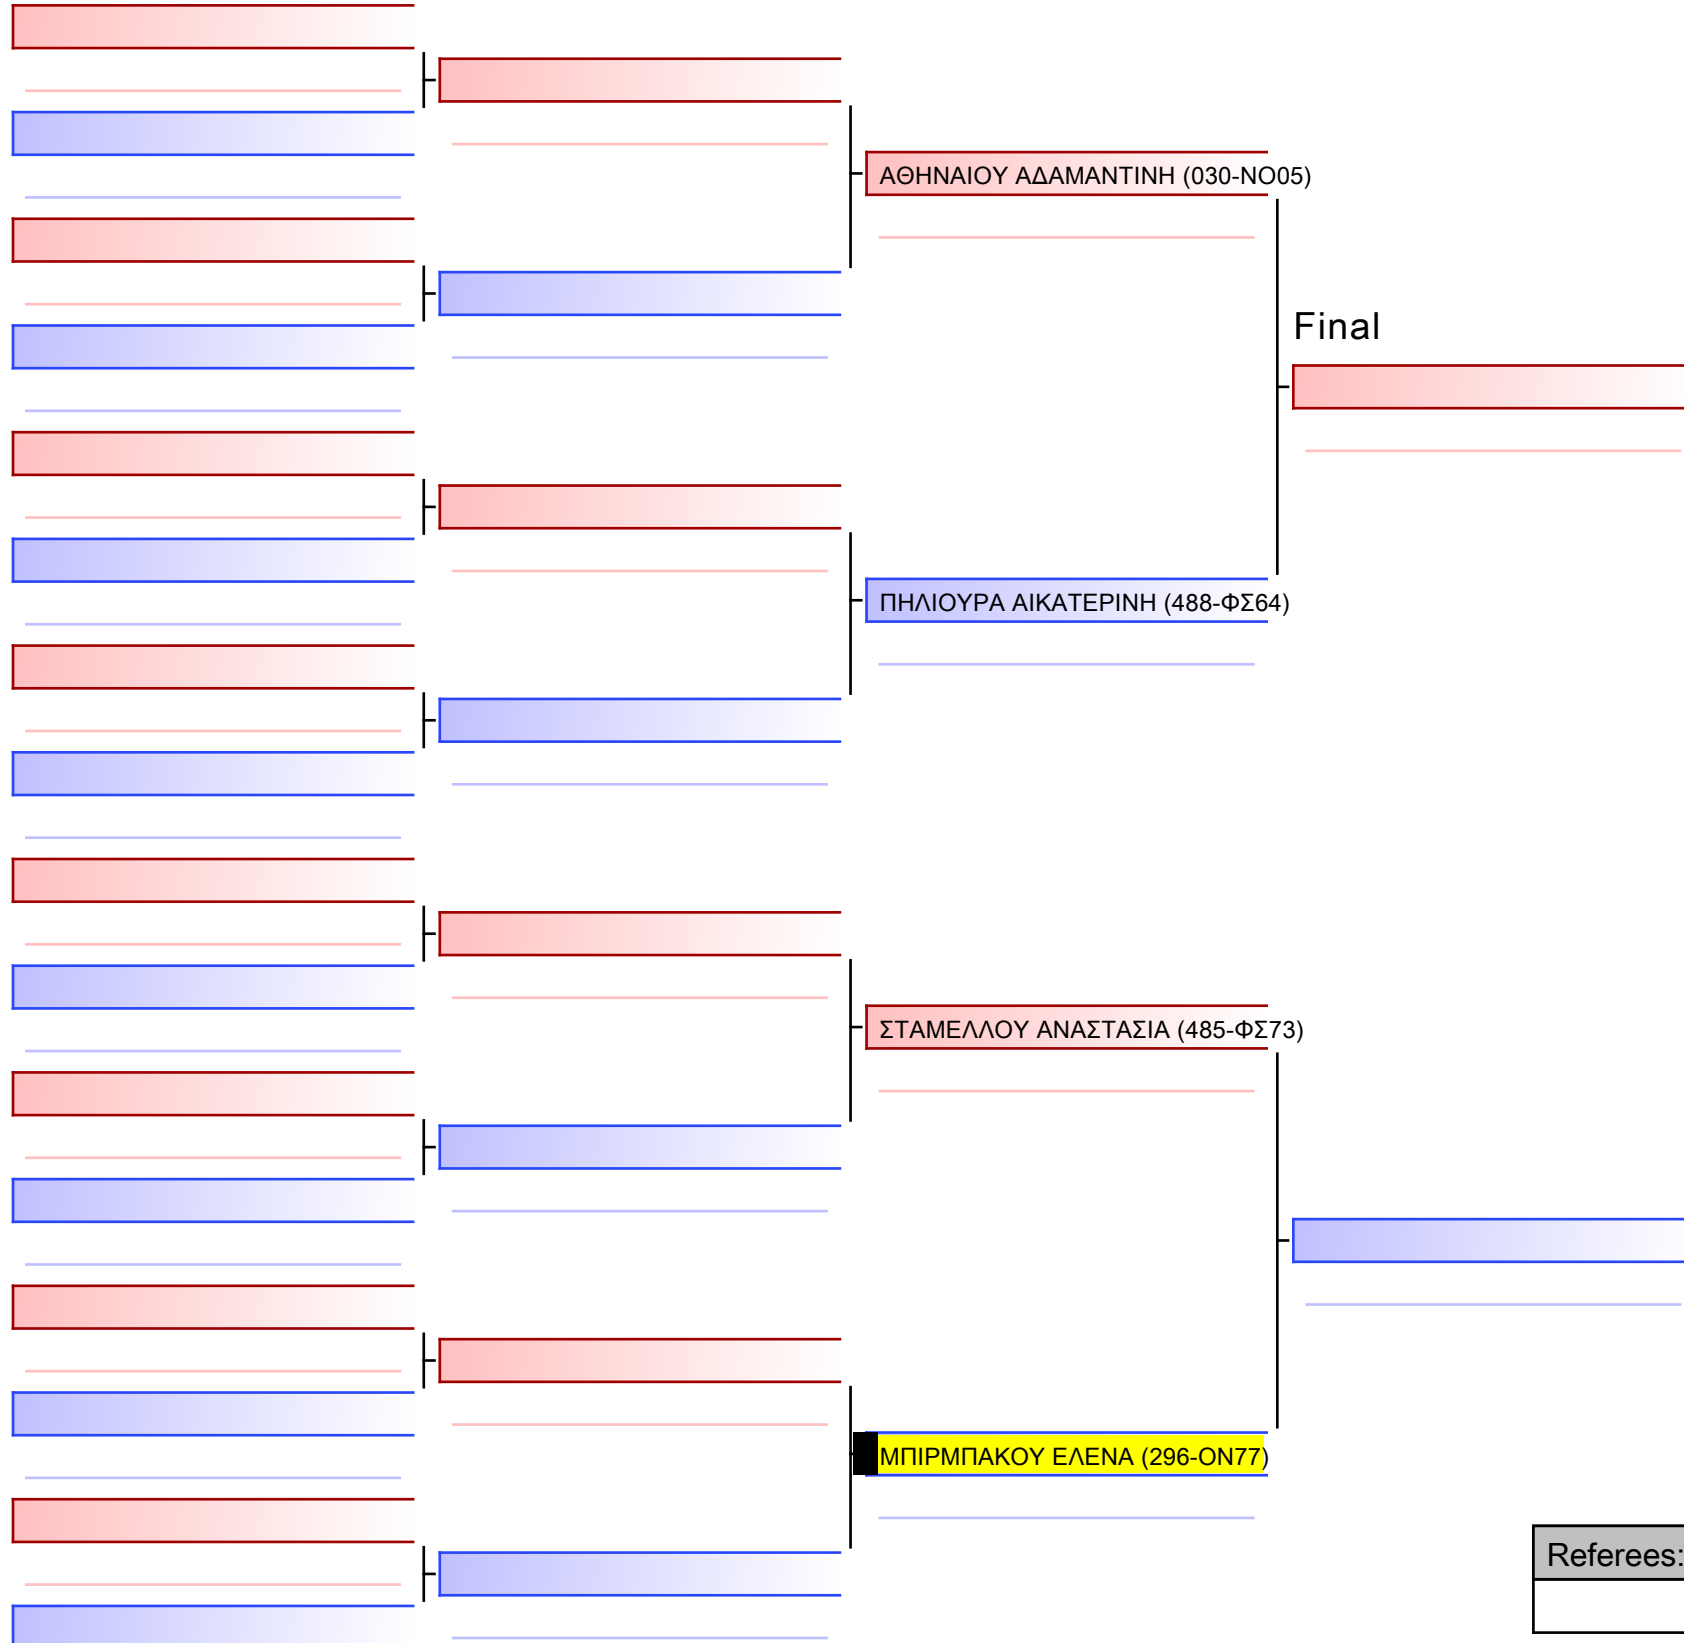 ΑΘΗΝΑΙΟΥ ΑΔΑΜΑΝΤΙΝΗ (030-ΝΟ05)
Final
ΠΗΛΙΟΥΡΑ ΑΙΚΑΤΕΡΙΝΗ (488-ΦΣ64)
ΣΤΑΜΕΛΛΟΥ ΑΝΑΣΤΑΣΙΑ (485-ΦΣ73)
ΜΠΙΡΜΠΑΚΟΥ ΕΛΕΝΑ (296-ΟΝ77)
Referees: